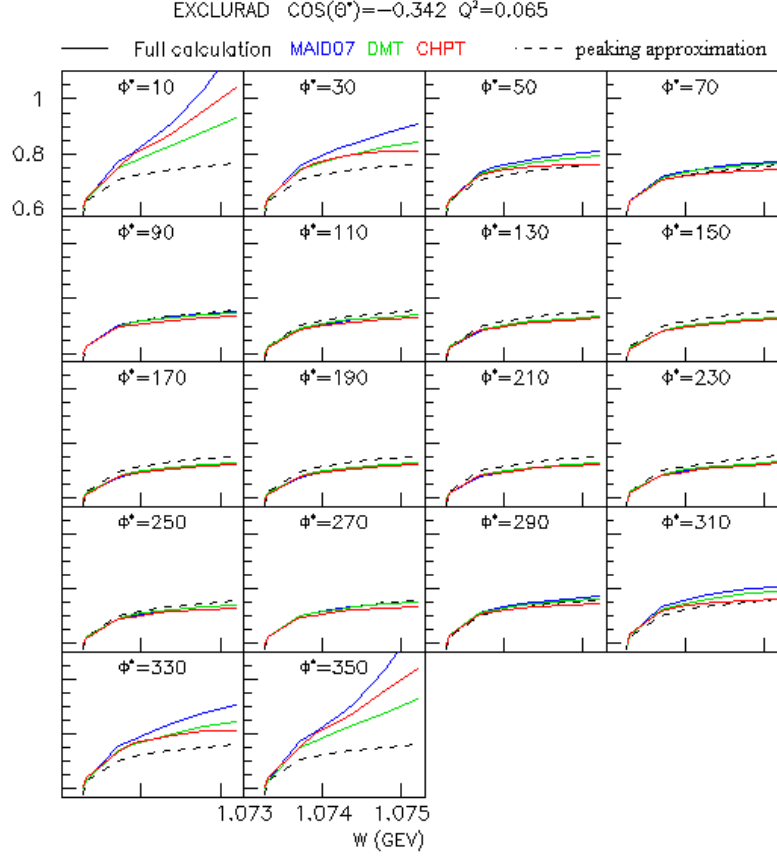 EXCLURAD COS(θ*)=−0.342 Q²=0.065
Full calculation MAID07 DMT CHPT peaking approximation
ϕ*=10 ϕ*=30 ϕ*=50 ϕ*=70
1
0.8
0.6
ϕ*=90 ϕ*=110 ϕ*=130 ϕ*=150
ϕ*=170 ϕ*=190 ϕ*=210 ϕ*=230
ϕ*=250 ϕ*=270 ϕ*=290 ϕ*=310
ϕ*=330 ϕ*=350
1.073 1.074 1.075
W (GEV)